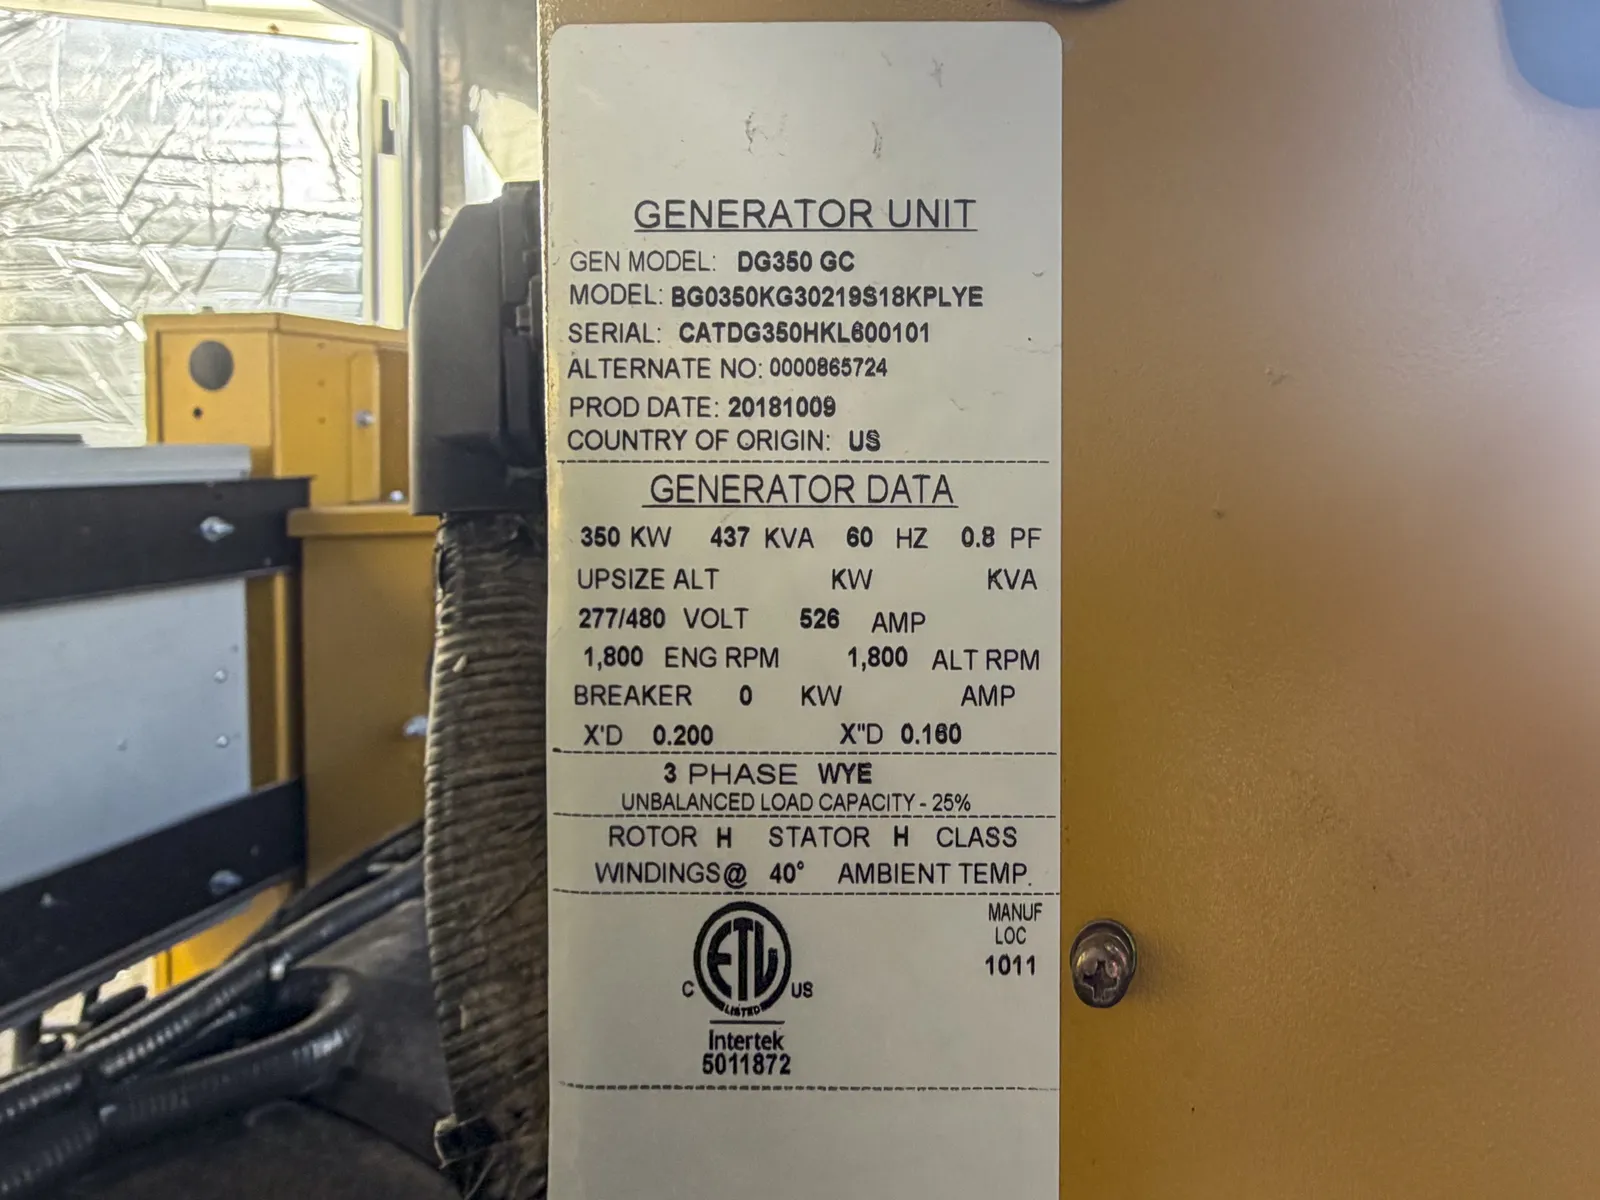 GENERATOR UNIT
GEN MODEL: DG350 GC
MODEL: BG0350KG30219S18KPLYE
SERIAL: CATDG350HKL600101
ALTERNATE NO: 0000865724
PROD DATE: 20181009
COUNTRY OF ORIGIN: US
GENERATOR DATA
350 KW 437 KVA 60 HZ 0.8 PF
UPSIZE ALT KW KVA
277/480 VOLT 526 AMP
1,800 ENG RPM 1,800 ALT RPM
BREAKER 0 KW AMP
X'D 0.200 X"D 0.160
3 PHASE WYE
UNBALANCED LOAD CAPACITY - 25%
ROTOR H STATOR H CLASS
WINDINGS@ 40° AMBIENT TEMP.
MANUF
LOC
1011
ETL
C LISTED US
Intertek
5011872